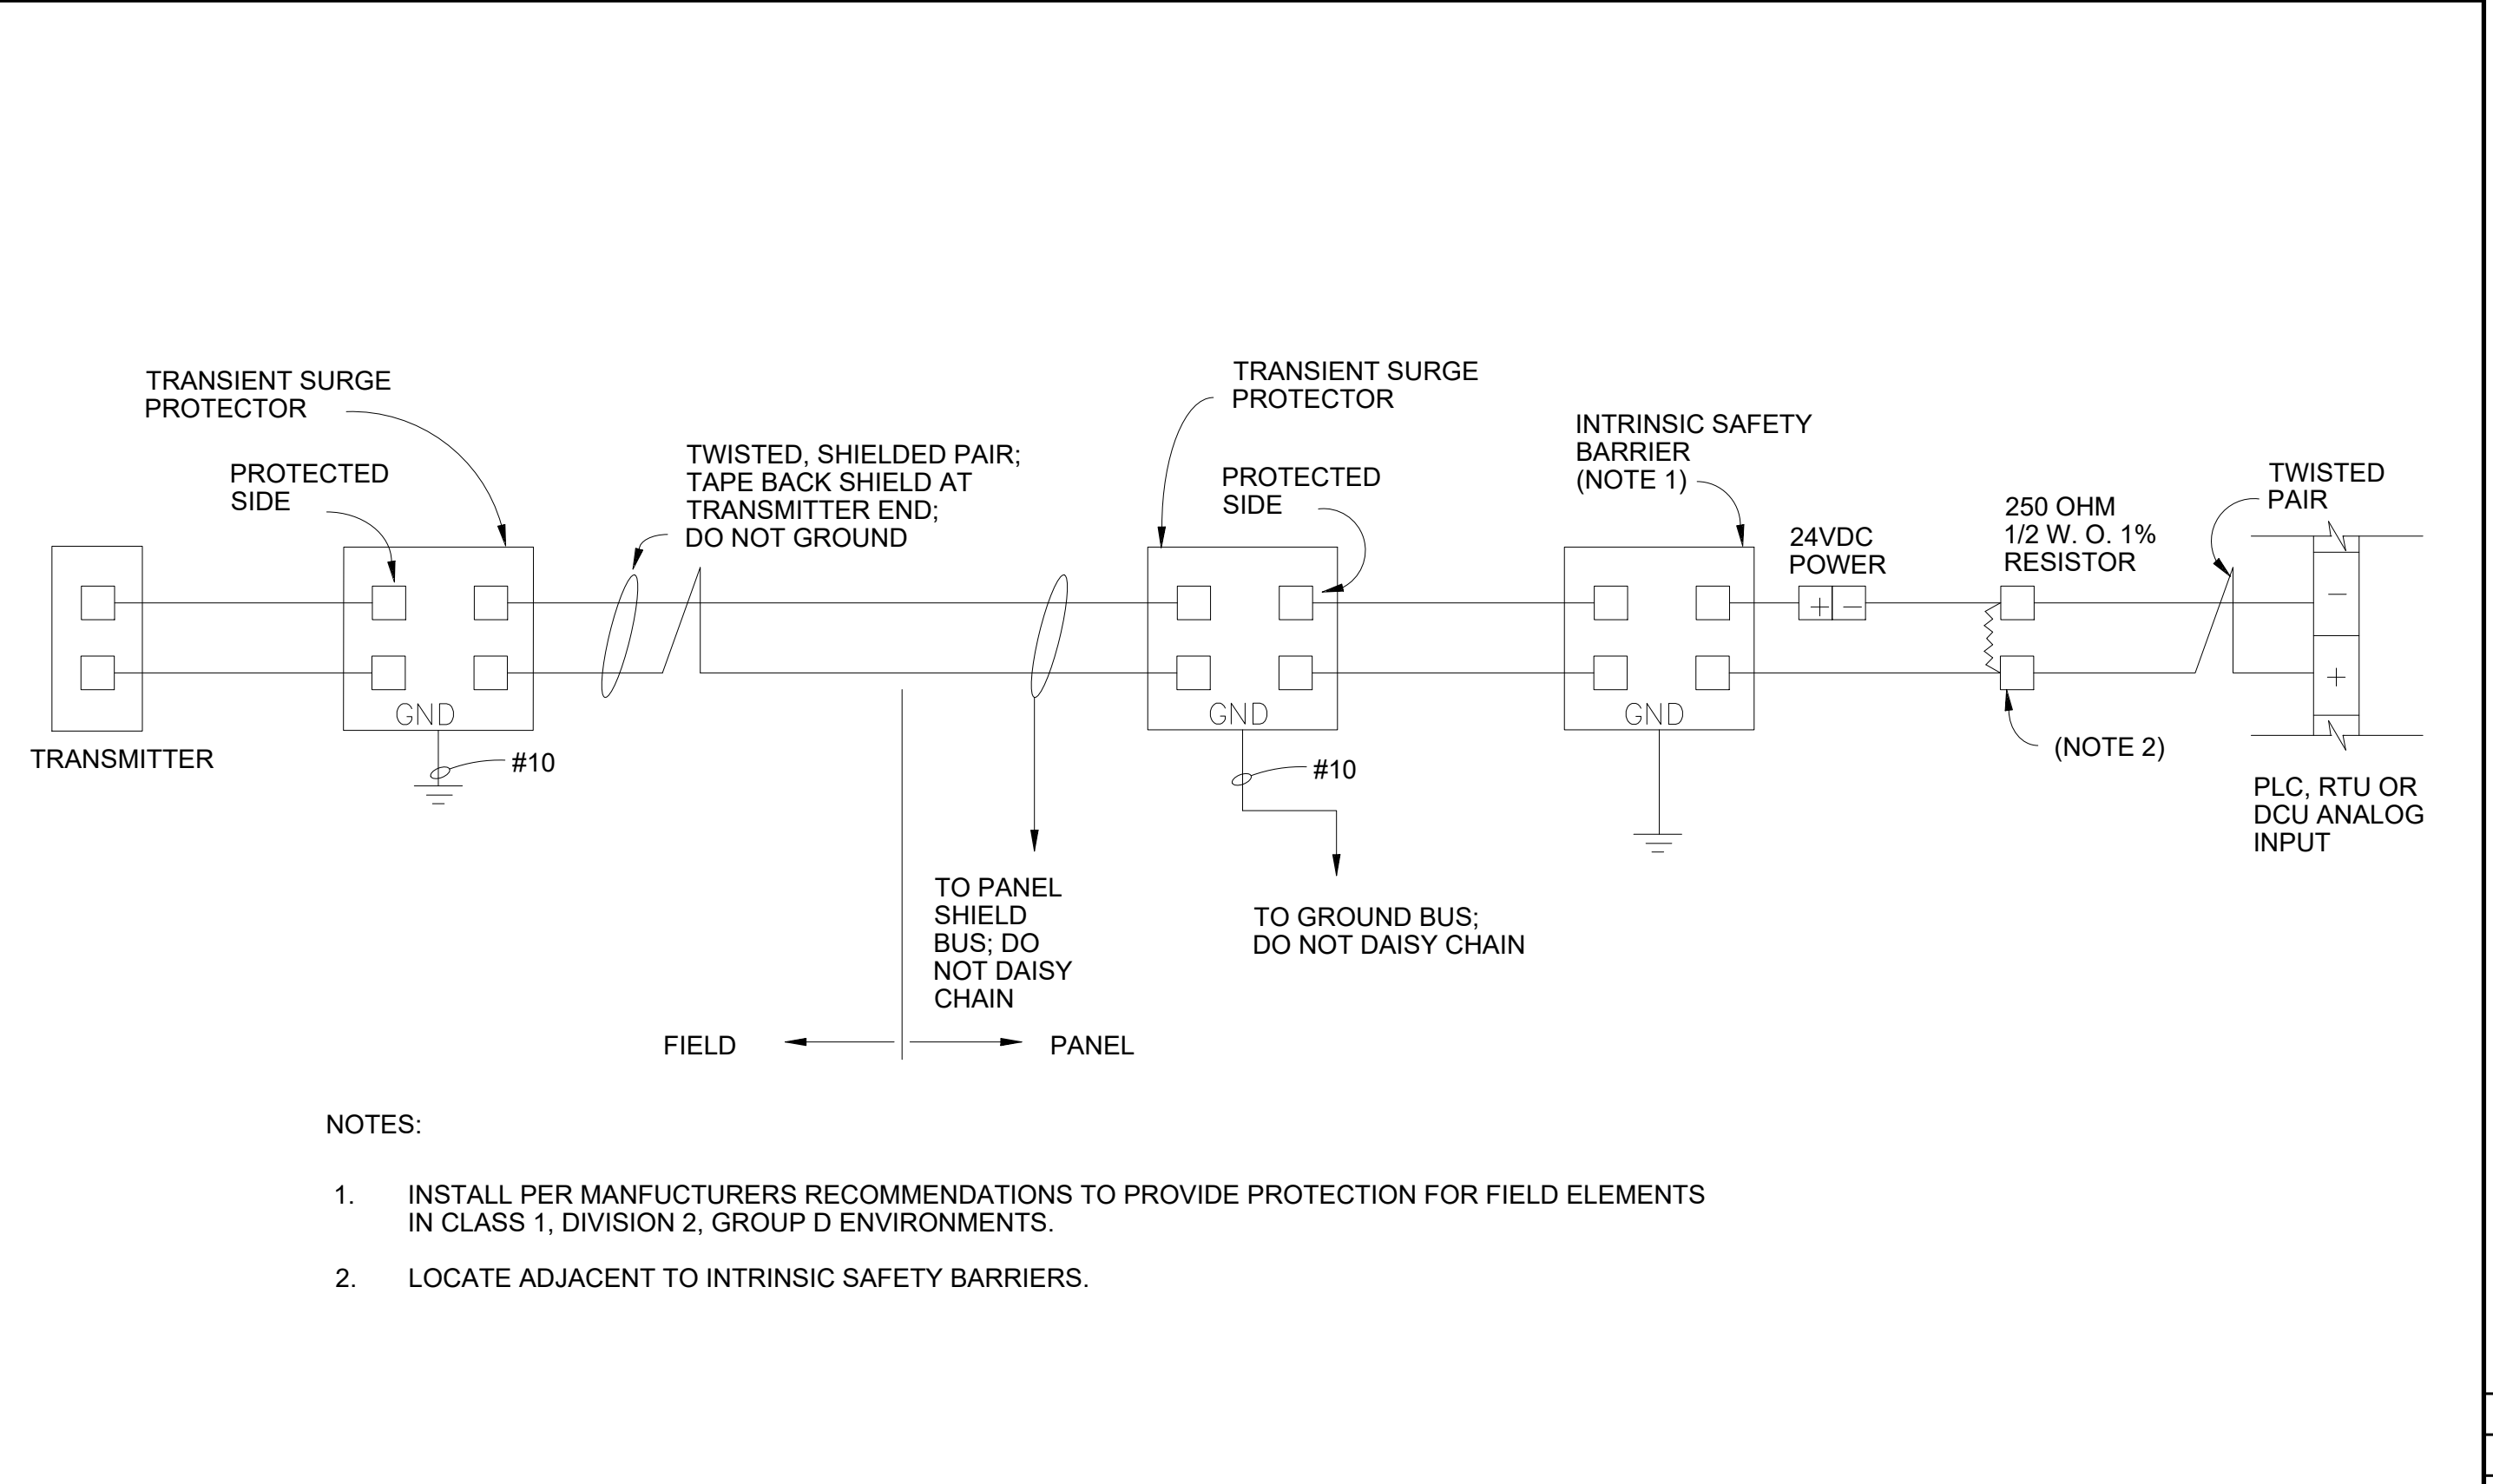 TRANSIENT SURGE
PROTECTOR
PROTECTED
SIDE
TWISTED, SHIELDED PAIR;
TAPE BACK SHIELD AT
TRANSMITTER END;
DO NOT GROUND
TRANSIENT SURGE
PROTECTOR
PROTECTED
SIDE
INTRINSIC SAFETY
BARRIER
(NOTE 1)
24VDC
POWER
+ −
250 OHM
1/2 W. O. 1%
RESISTOR
TWISTED
PAIR
−
+
GND
GND
GND
TRANSMITTER
#10
#10
(NOTE 2)
PLC, RTU OR
DCU ANALOG
INPUT
TO PANEL
SHIELD
BUS; DO
NOT DAISY
CHAIN
TO GROUND BUS;
DO NOT DAISY CHAIN
FIELD
PANEL
NOTES:
1. INSTALL PER MANFUCTURERS RECOMMENDATIONS TO PROVIDE PROTECTION FOR FIELD ELEMENTS
IN CLASS 1, DIVISION 2, GROUP D ENVIRONMENTS.
2. LOCATE ADJACENT TO INTRINSIC SAFETY BARRIERS.